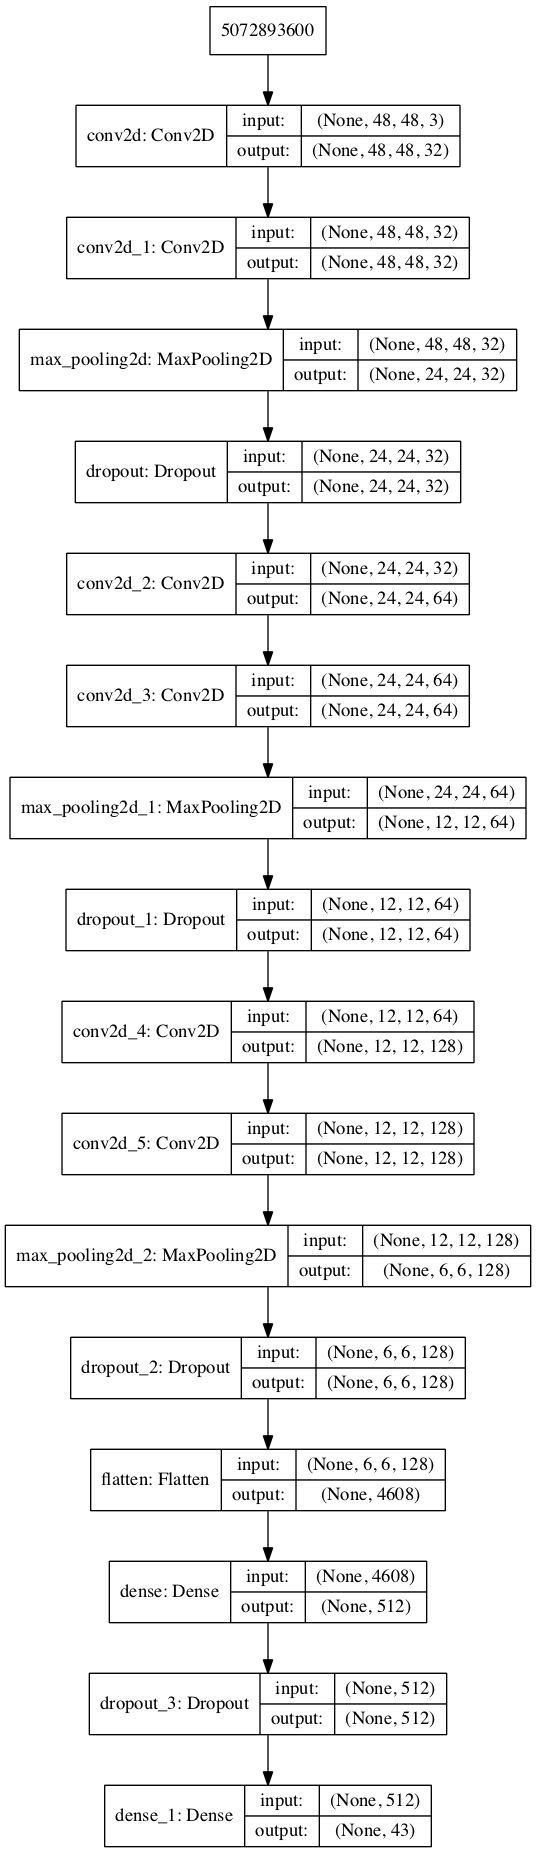 5072893600
conv2d: Conv2D
input: (None, 48, 48, 3)
output: (None, 48, 48, 32)
conv2d_1: Conv2D
input: (None, 48, 48, 32)
output: (None, 48, 48, 32)
max_pooling2d: MaxPooling2D
input: (None, 48, 48, 32)
output: (None, 24, 24, 32)
dropout: Dropout
input: (None, 24, 24, 32)
output: (None, 24, 24, 32)
conv2d_2: Conv2D
input: (None, 24, 24, 32)
output: (None, 24, 24, 64)
conv2d_3: Conv2D
input: (None, 24, 24, 64)
output: (None, 24, 24, 64)
max_pooling2d_1: MaxPooling2D
input: (None, 24, 24, 64)
output: (None, 12, 12, 64)
dropout_1: Dropout
input: (None, 12, 12, 64)
output: (None, 12, 12, 64)
conv2d_4: Conv2D
input: (None, 12, 12, 64)
output: (None, 12, 12, 128)
conv2d_5: Conv2D
input: (None, 12, 12, 128)
output: (None, 12, 12, 128)
max_pooling2d_2: MaxPooling2D
input: (None, 12, 12, 128)
output: (None, 6, 6, 128)
dropout_2: Dropout
input: (None, 6, 6, 128)
output: (None, 6, 6, 128)
flatten: Flatten
input: (None, 6, 6, 128)
output: (None, 4608)
dense: Dense
input: (None, 4608)
output: (None, 512)
dropout_3: Dropout
input: (None, 512)
output: (None, 512)
dense_1: Dense
input: (None, 512)
output: (None, 43)